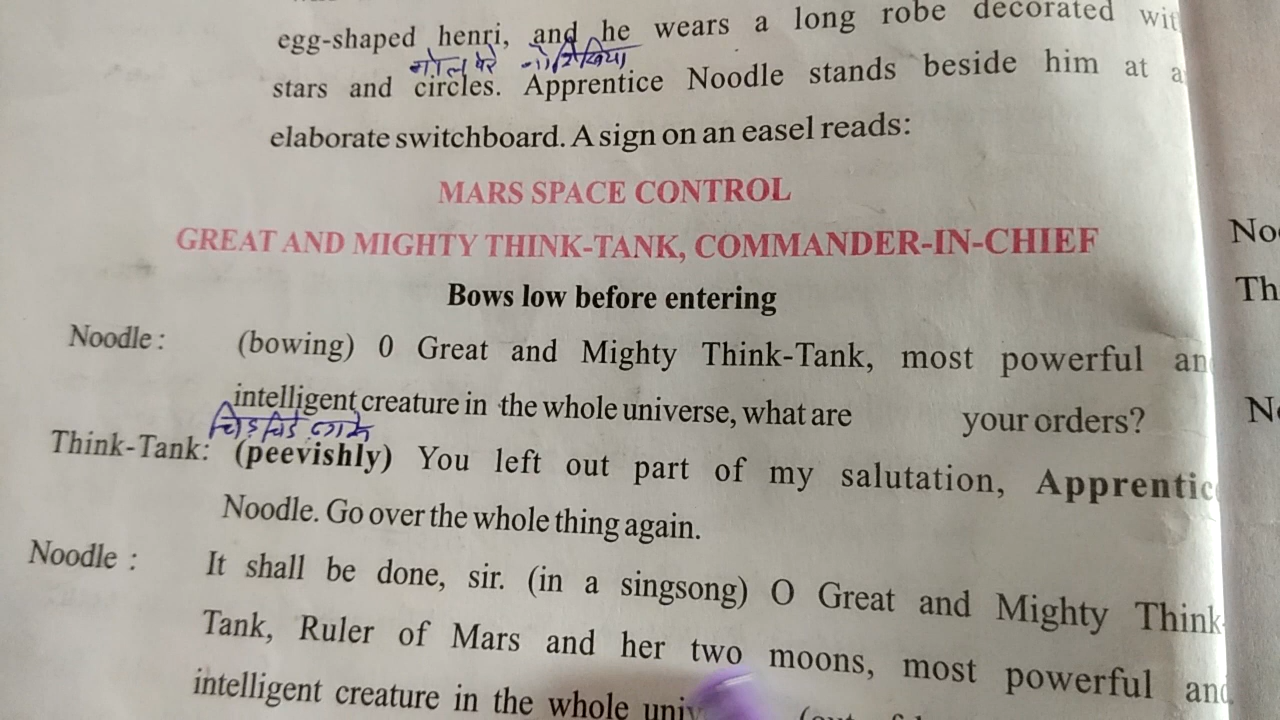 egg-shaped henri, and he wears a long robe decorated wit
गोल घेरे
stars and circles. Apprentice Noodle stands beside him at a
elaborate switchboard. A sign on an easel reads:
MARS SPACE CONTROL
GREAT AND MIGHTY THINK-TANK, COMMANDER-IN-CHIEF
Bows low before entering
No
Th
Noodle : (bowing) 0 Great and Mighty Think-Tank, most powerful an
intelligent creature in the whole universe, what are your orders?
No
Think-Tank: (peevishly) You left out part of my salutation, Apprentic
Noodle. Go over the whole thing again.
Noodle : It shall be done, sir. (in a singsong) O Great and Mighty Think-
Tank, Ruler of Mars and her two moons, most powerful and
intelligent creature in the whole univ